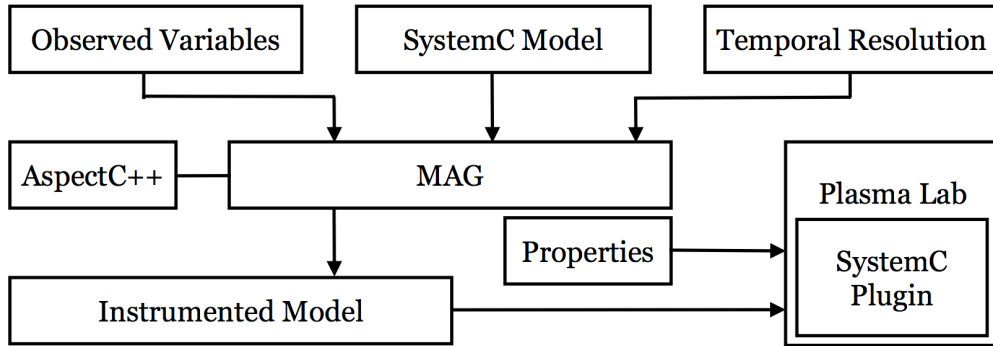 Observed Variables
SystemC Model
Temporal Resolution
AspectC++
MAG
Plasma Lab
Properties
SystemC
Plugin
Instrumented Model